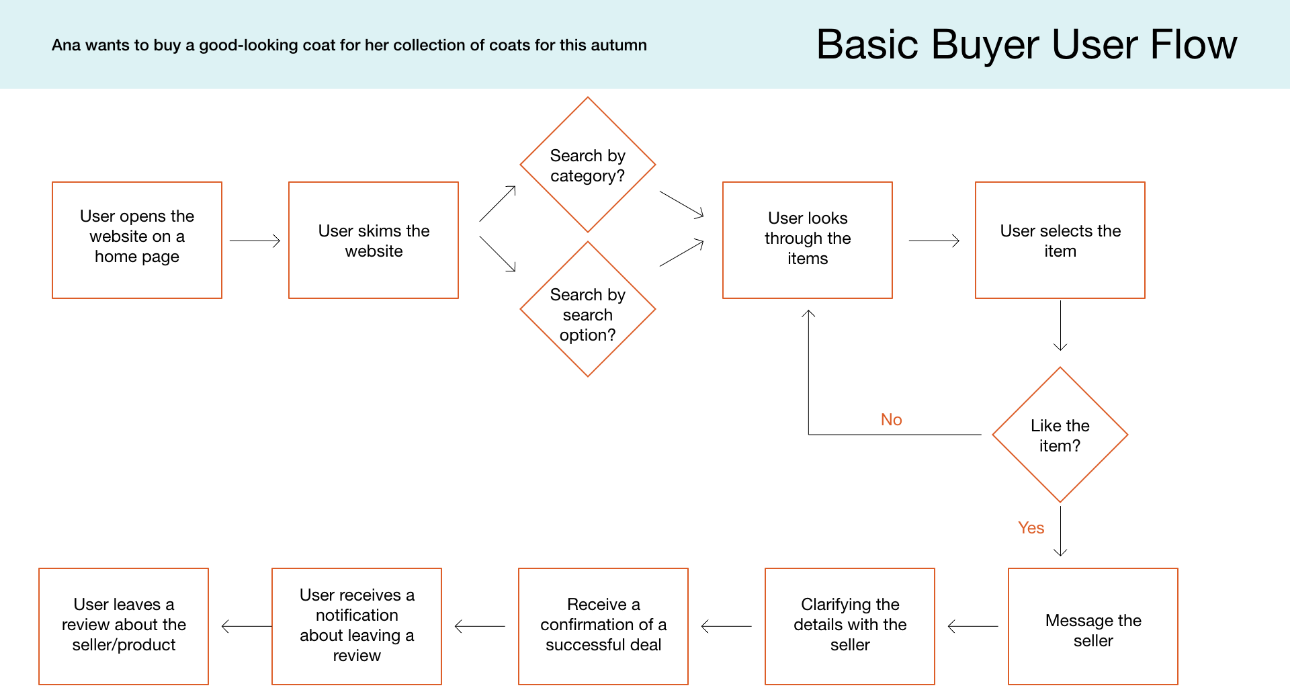 Ana wants to buy a good-looking coat for her collection of coats for this autumn
Basic Buyer User Flow
User opens the
website on a
home page
User skims the
website
Search by
category?
Search by
search
option?
User looks
through the
items
User selects the
item
Like the
item?
No
Yes
Message the
seller
Clarifying the
details with the
seller
Receive a
confirmation of a
successful deal
User receives a
notification
about leaving a
review
User leaves a
review about the
seller/product